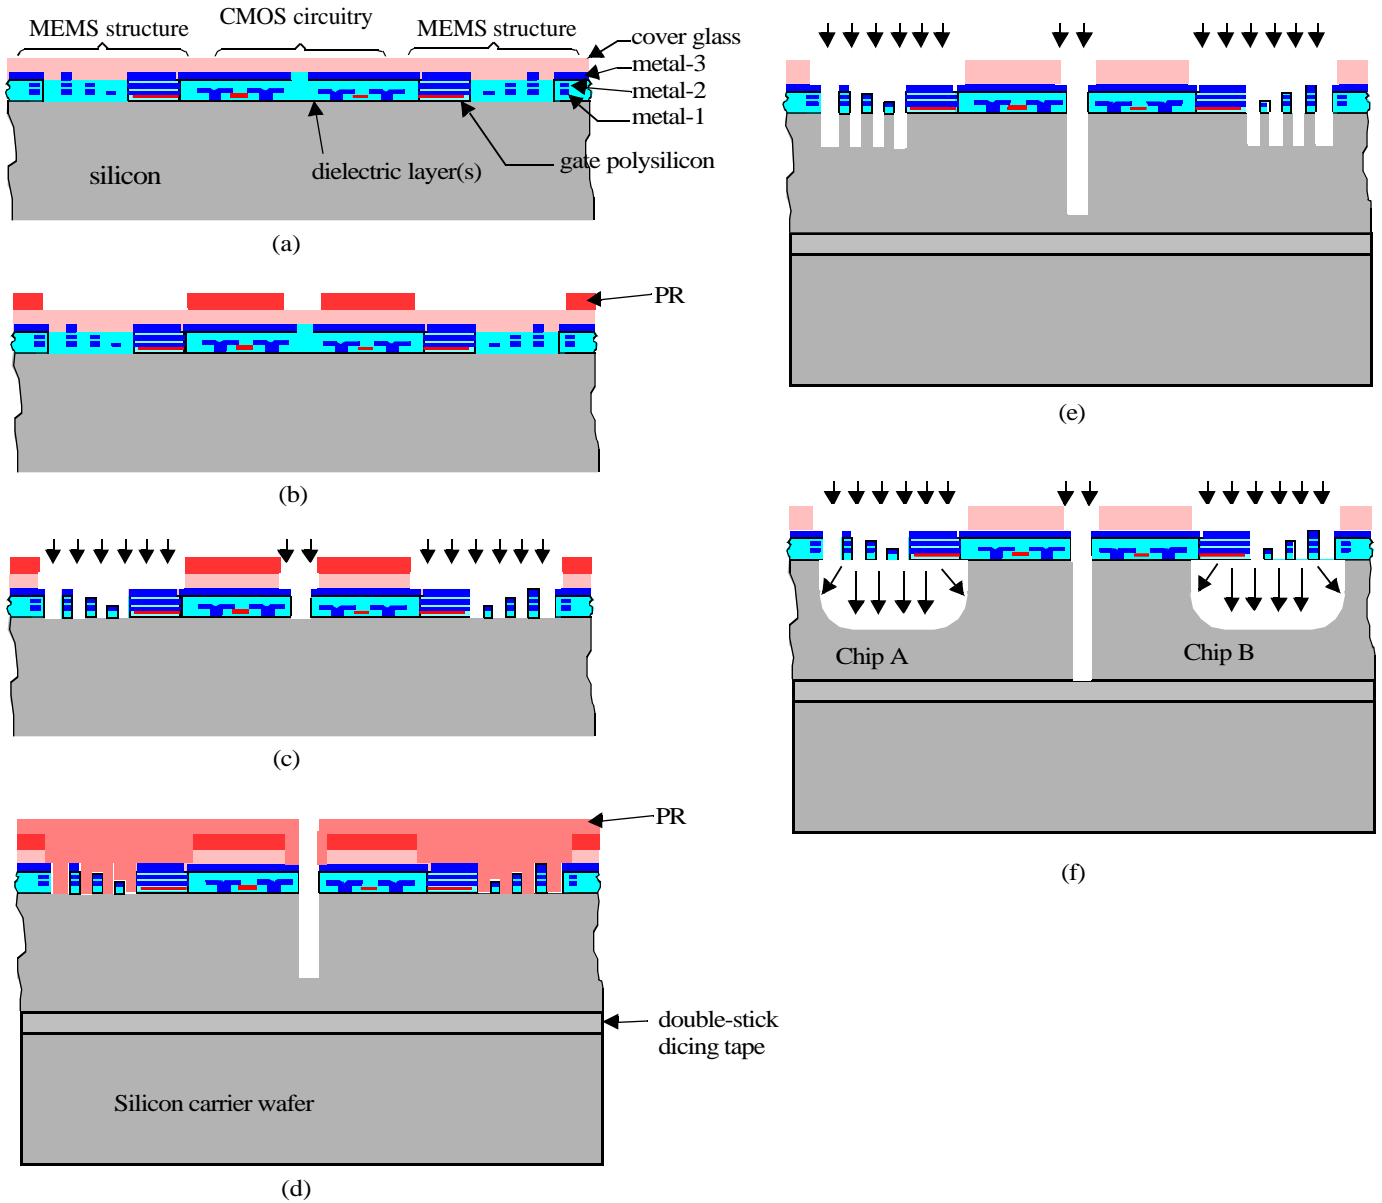 MEMS structure
CMOS circuitry
MEMS structure
cover glass
metal-3
metal-2
metal-1
gate polysilicon
dielectric layer(s)
silicon
(a)
PR
(b)
(c)
PR
double-stick
dicing tape
Silicon carrier wafer
(d)
(e)
Chip A
Chip B
(f)